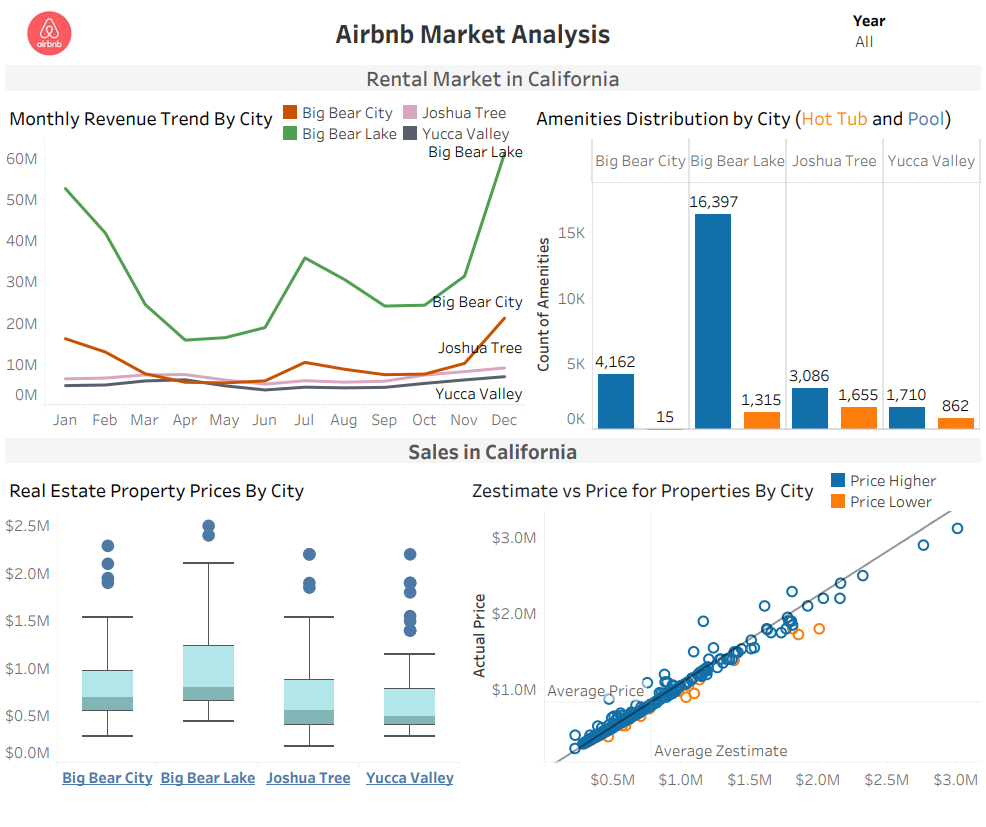 airbnb
Airbnb Market Analysis
Year
All
Rental Market in California
Monthly Revenue Trend By City
Big Bear City
Joshua Tree
Big Bear Lake
Yucca Valley
Big Bear Lake
60M
50M
40M
30M
20M
10M
0M
Big Bear City
Joshua Tree
Yucca Valley
Jan Feb Mar Apr May Jun Jul Aug Sep Oct Nov Dec
Amenities Distribution by City (Hot Tub and Pool)
Big Bear City Big Bear Lake Joshua Tree Yucca Valley
Count of Amenities
15K
10K
5K
0K
4,162
15
16,397
1,315
3,086
1,655
1,710
862
Sales in California
Real Estate Property Prices By City
$2.5M
$2.0M
$1.5M
$1.0M
$0.5M
$0.0M
Big Bear City Big Bear Lake Joshua Tree Yucca Valley
Zestimate vs Price for Properties By City
Price Higher
Price Lower
Actual Price
$3.0M
$2.0M
$1.0M
Average Price
Average Zestimate
$0.5M $1.0M $1.5M $2.0M $2.5M $3.0M